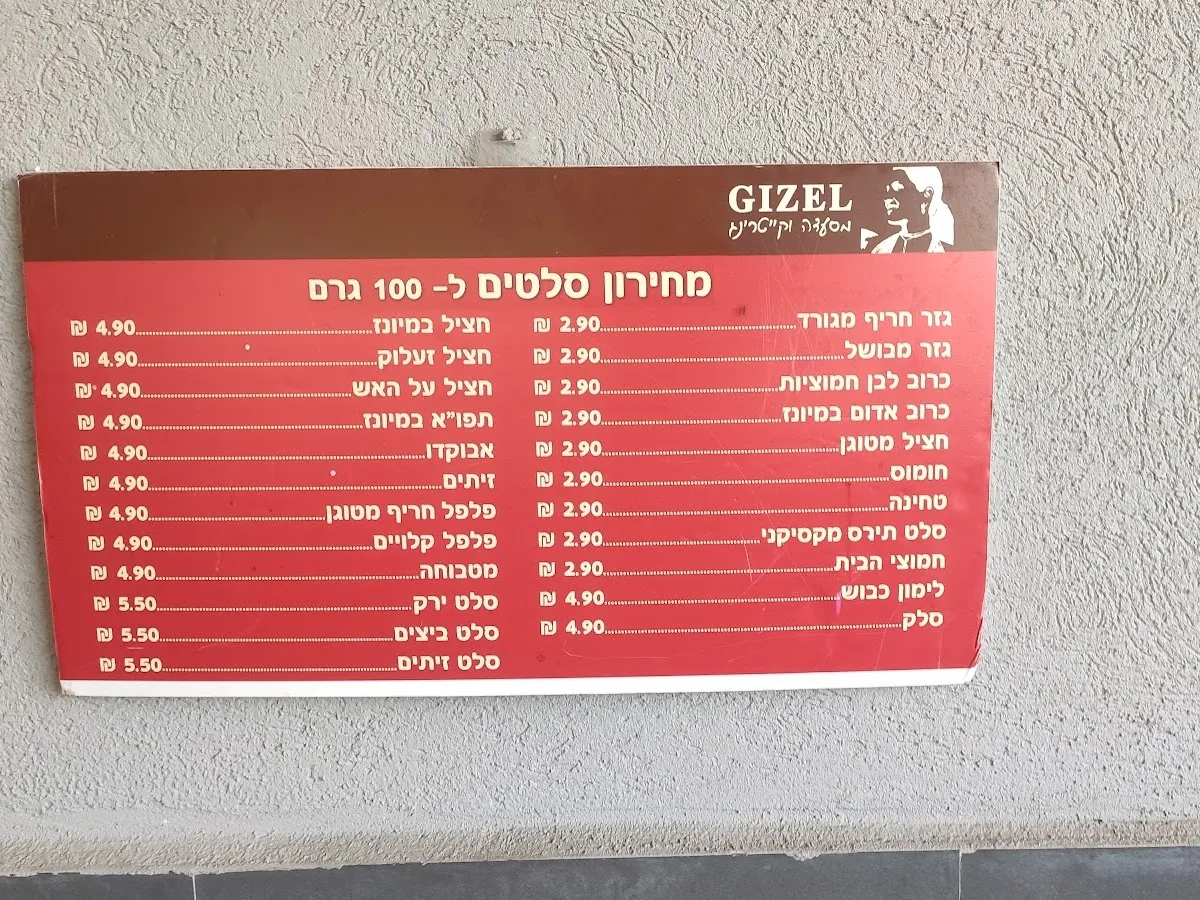 GIZEL
מסעדה וקייטרינג
מחירון סלטים ל- 100 גרם
גזר חריף מגורד 2.90 ₪
גזר מבושל 2.90 ₪
כרוב לבן חמוציות 2.90 ₪
כרוב אדום במיונז 2.90 ₪
חציל מטוגן 2.90 ₪
חומוס 2.90 ₪
טחינה 2.90 ₪
סלט תירס מקסיקני 2.90 ₪
חמוצי הבית 2.90 ₪
לימון כבוש 4.90 ₪
סלק 4.90 ₪
חציל במיונז 4.90 ₪
חציל זעלוק 4.90 ₪
חציל על האש 4.90 ₪
תפו"א במיונז 4.90 ₪
אבוקדו 4.90 ₪
זיתים 4.90 ₪
פלפל חריף מטוגן 4.90 ₪
פלפל קלויים 4.90 ₪
מטבוחה 4.90 ₪
סלט ירק 5.50 ₪
סלט ביצים 5.50 ₪
סלט זיתים 5.50 ₪